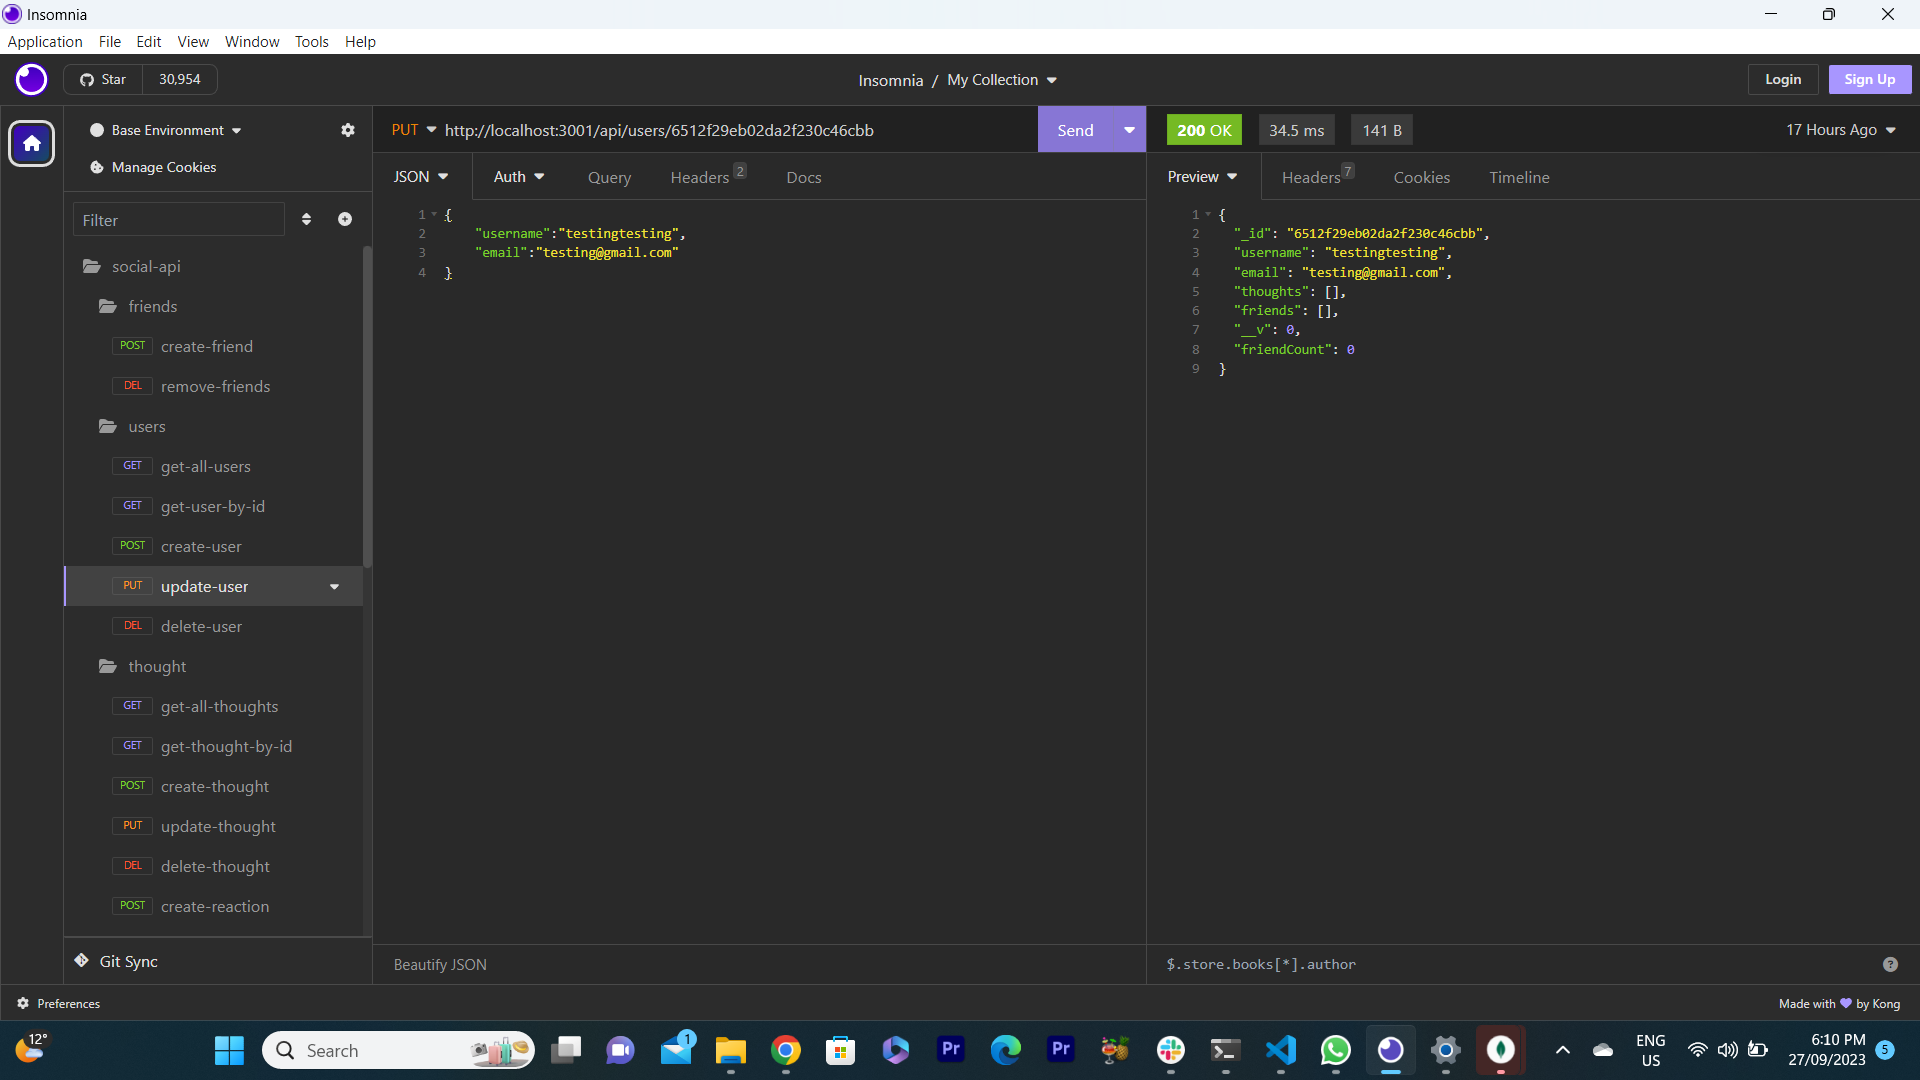 Insomnia
Application File Edit View Window Tools Help
Star 30,954
Insomnia / My Collection
Login
Sign Up
Base Environment
Manage Cookies
Filter
social-api
friends
POST create-friend
DEL remove-friends
users
GET get-all-users
GET get-user-by-id
POST create-user
PUT update-user
DEL delete-user
thought
GET get-all-thoughts
GET get-thought-by-id
POST create-thought
PUT update-thought
DEL delete-thought
POST create-reaction
Git Sync
PUT http://localhost:3001/api/users/6512f29eb02da2f230c46cbb
Send
JSON Auth Query Headers 2 Docs
1 {
2 "username":"testingtesting",
3 "email":"testing@gmail.com"
4 }
Beautify JSON
200 OK 34.5 ms 141 B 17 Hours Ago
Preview Headers 7 Cookies Timeline
1 {
2 "_id": "6512f29eb02da2f230c46cbb",
3 "username": "testingtesting",
4 "email": "testing@gmail.com",
5 "thoughts": [],
6 "friends": [],
7 "__v": 0,
8 "friendCount": 0
9 }
$.store.books[*].author ?
Preferences
Made with by Kong
12°
Search
1
Pr
Pr
ENG
US
6:10 PM
27/09/2023
5